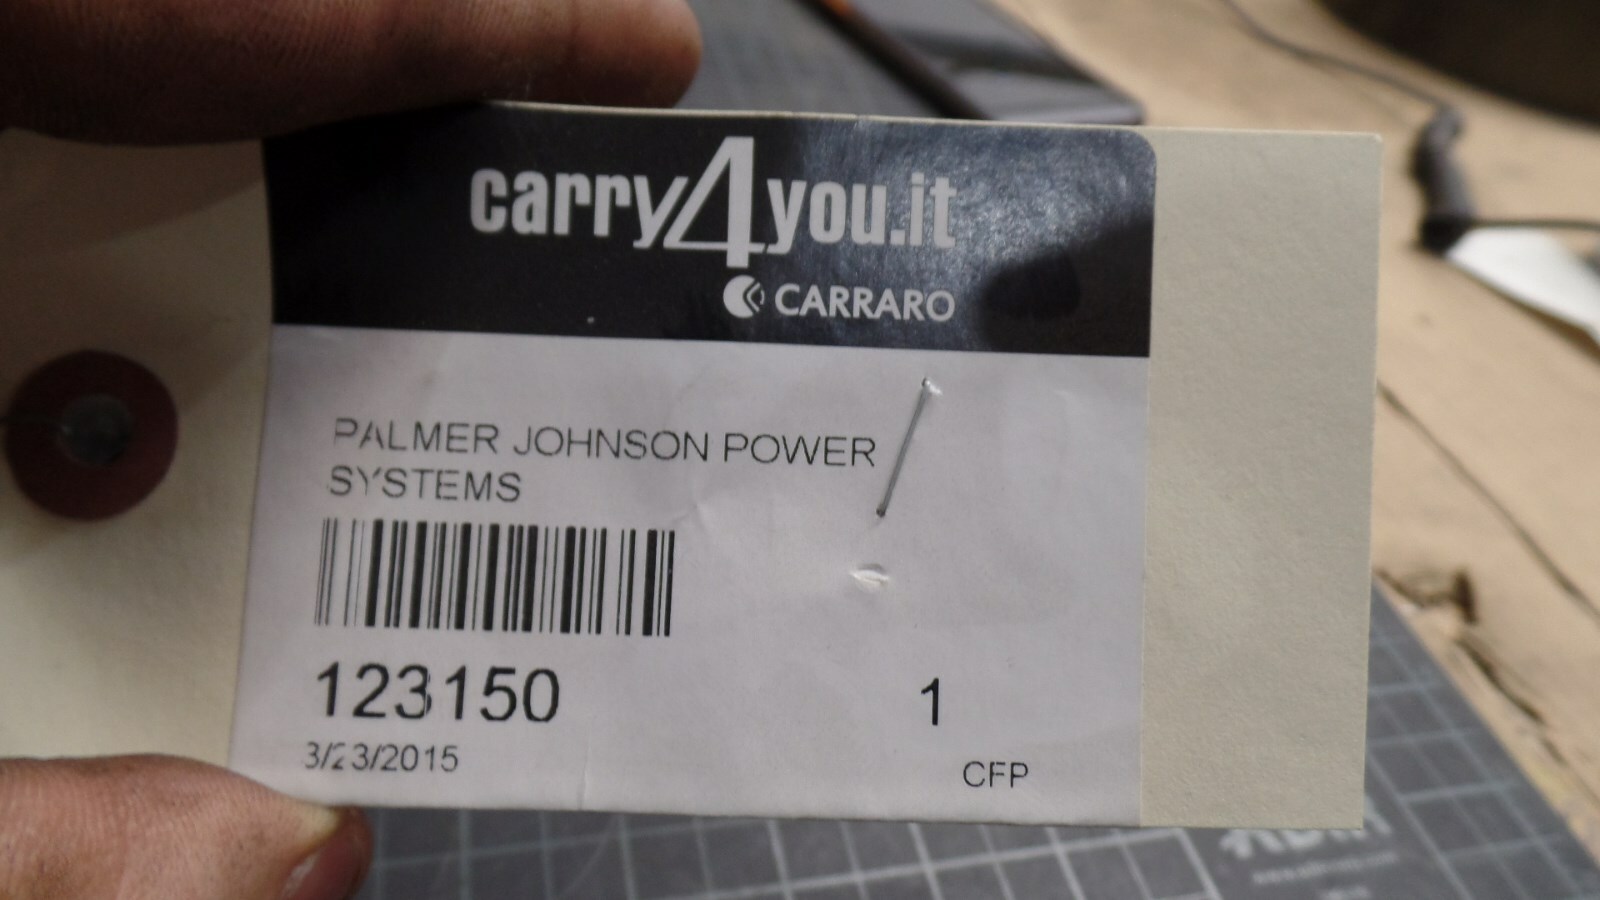 carry4you.it
CARRARO
PALMER JOHNSON POWER
SYSTEMS
123150
1
3/23/2015
CFP